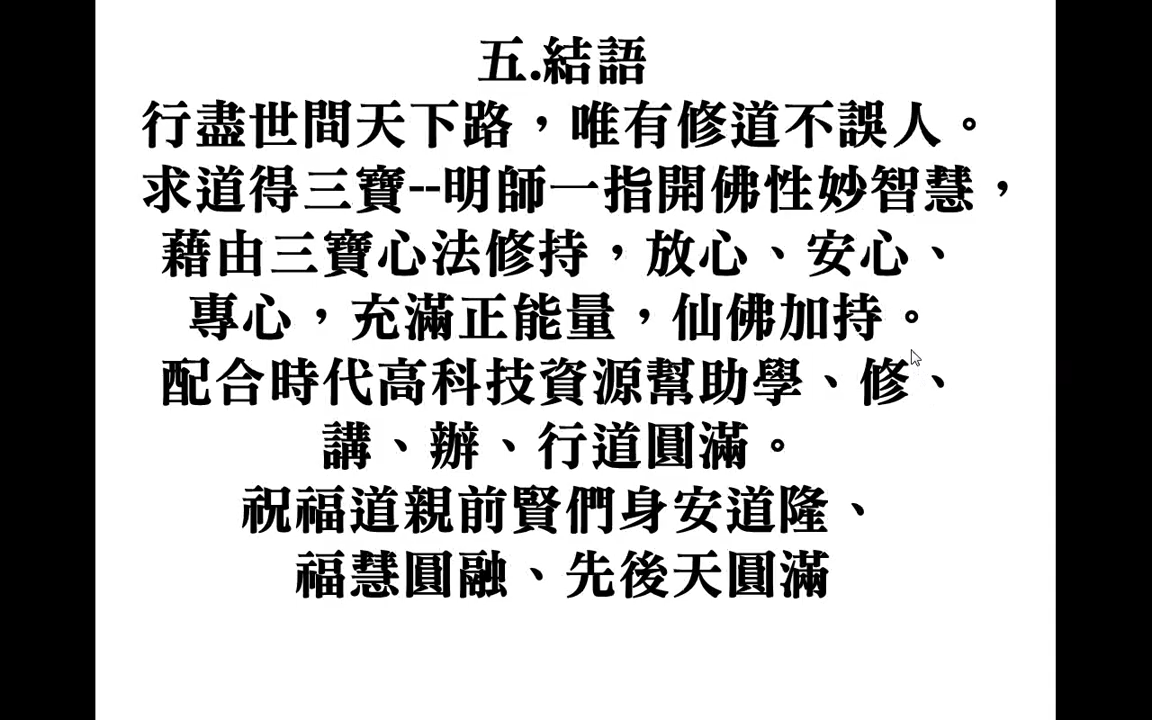 五.結語
行盡世間天下路，唯有修道不誤人。
求道得三寶--明師一指開佛性妙智慧，
藉由三寶心法修持，放心、安心、
專心，充滿正能量，仙佛加持。
配合時代高科技資源幫助學、修、
講、辦、行道圓滿。
祝福道親前賢們身安道隆、
福慧圓融、先後天圓滿